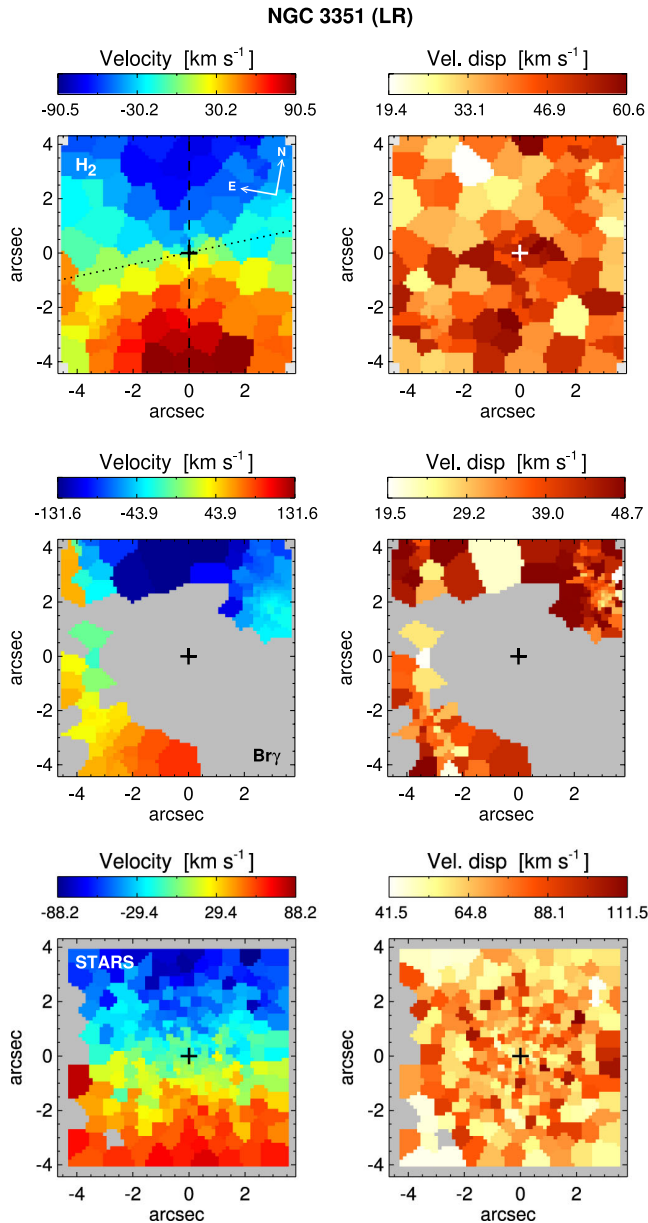 NGC 3351 (LR)
Velocity [km s-1]
-90.5 -30.2 30.2 90.5
Vel. disp [km s-1]
19.4 33.1 46.9 60.6
H2
N
E
4
2
0
-2
-4
arcsec
-4 -2 0 2
arcsec
4
2
0
-2
-4
arcsec
-4 -2 0 2
arcsec
Velocity [km s-1]
-131.6 -43.9 43.9 131.6
Vel. disp [km s-1]
19.5 29.2 39.0 48.7
4
2
0
-2
-4
arcsec
Brγ
-4 -2 0 2
arcsec
4
2
0
-2
-4
arcsec
-4 -2 0 2
arcsec
Velocity [km s-1]
-88.2 -29.4 29.4 88.2
Vel. disp [km s-1]
41.5 64.8 88.1 111.5
STARS
4
2
0
-2
-4
arcsec
-4 -2 0 2
arcsec
4
2
0
-2
-4
arcsec
-4 -2 0 2
arcsec